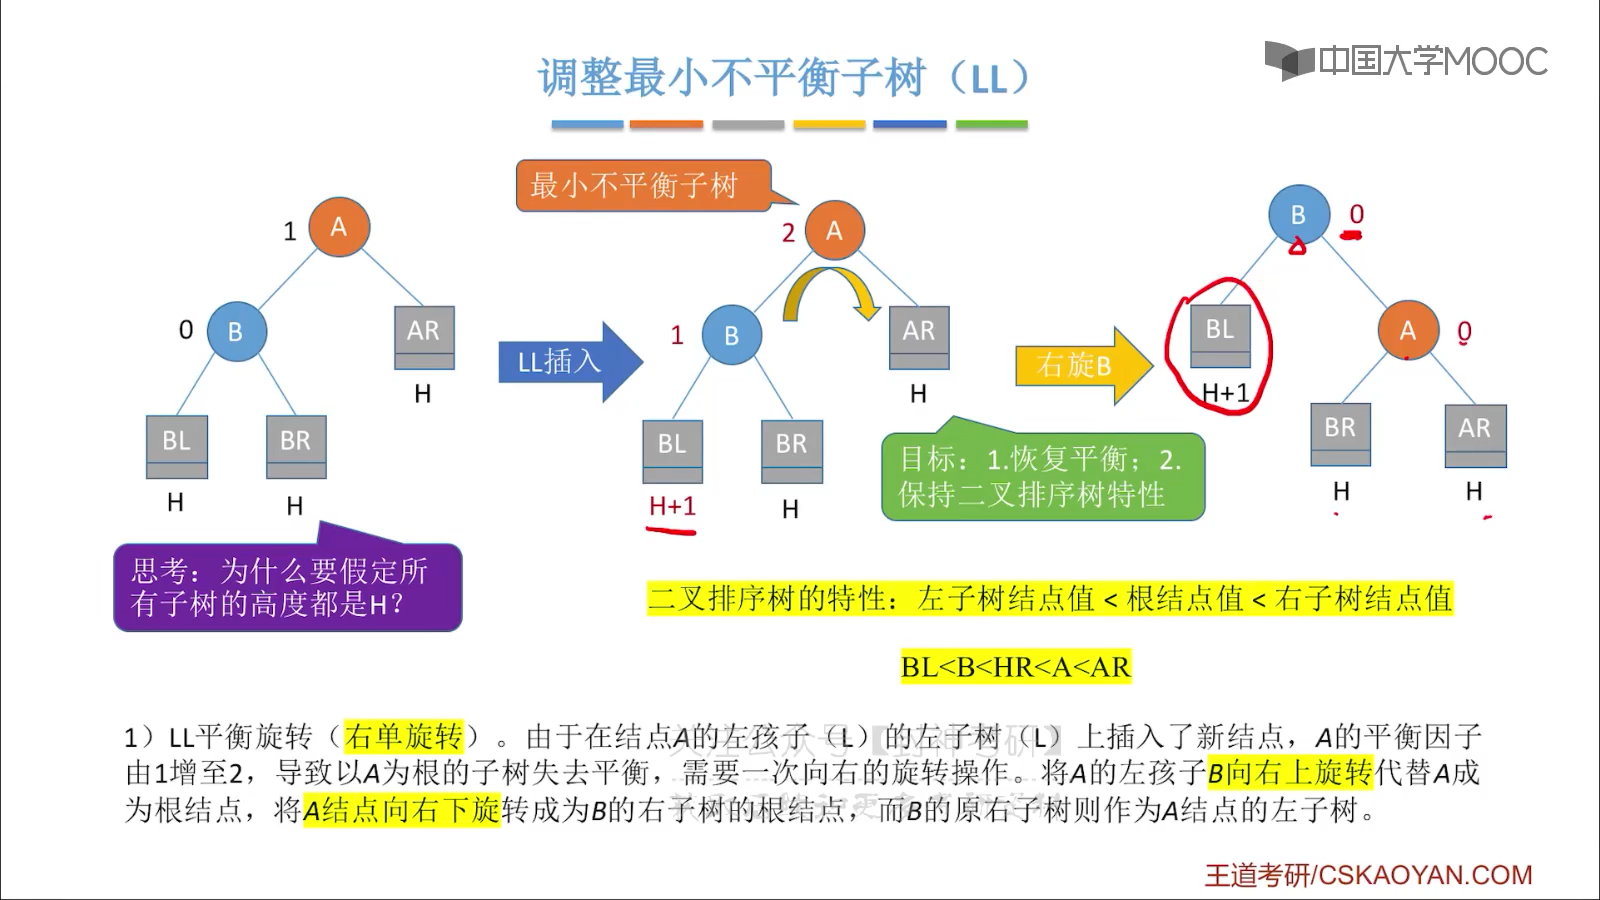 中国大学MOOC
调整最小不平衡子树（LL）
最小不平衡子树
1
A
0
B
AR
H
BL
BR
H
H
思考：为什么要假定所
有子树的高度都是H？
LL插入
2
A
1
B
AR
H
BL
BR
H+1
H
目标：1.恢复平衡；2.
保持二叉排序树特性
右旋B
B
0
BL
H+1
A
0
BR
AR
H
H
二叉排序树的特性：左子树结点值 < 根结点值 < 右子树结点值
BL<B<HR<A<AR
1）LL平衡旋转（右单旋转）。由于在结点A的左孩子（L）的左子树（L）上插入了新结点，A的平衡因子
由1增至2，导致以A为根的子树失去平衡，需要一次向右的旋转操作。将A的左孩子B向右上旋转代替A成
为根结点，将A结点向右下旋转成为B的右子树的根结点，而B的原右子树则作为A结点的左子树。
王道考研/CSKAOYAN.COM